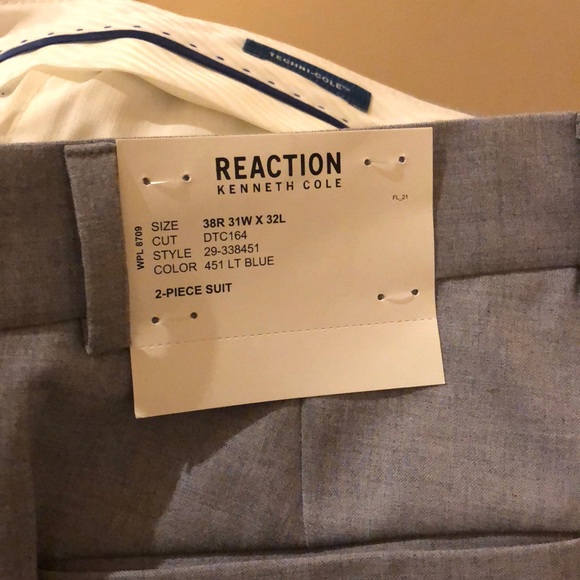 TECHNI-COLE™
REACTION
KENNETH COLE
FL_21
WPL 8709
SIZE 38R 31W X 32L
CUT DTC164
STYLE 29-338451
COLOR 451 LT BLUE
2-PIECE SUIT